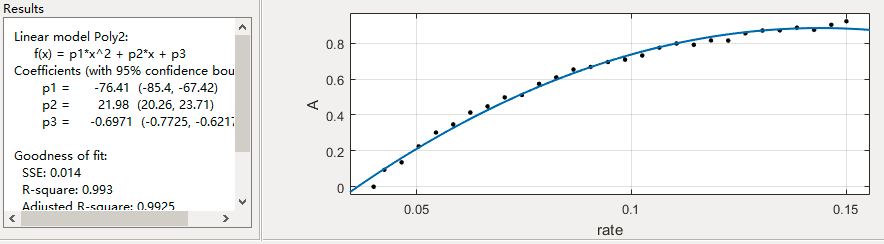 Results
Linear model Poly2:
f(x) = p1*x^2 + p2*x + p3
Coefficients (with 95% confidence bou
p1 = -76.41 (-85.4, -67.42)
p2 = 21.98 (20.26, 23.71)
p3 = -0.6971 (-0.7725, -0.6217
Goodness of fit:
SSE: 0.014
R-square: 0.993
Adjusted R-square: 0.9925
A
0.8
0.6
0.4
0.2
0
0.05
0.1
0.15
rate